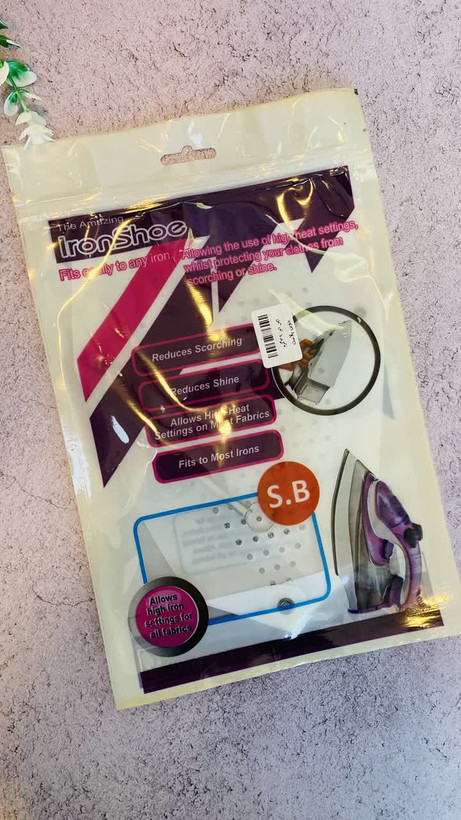 The Amazing
IronShoe
Fits easily to any iron...
Allowing the use of high heat settings,
whilst protecting your clothes from
scorching or shine.
Reduces Scorching
Reduces Shine
Allows High Heat
Settings on Most Fabrics
Fits to Most Irons
S.B
Allows
high iron
settings for
all fabrics